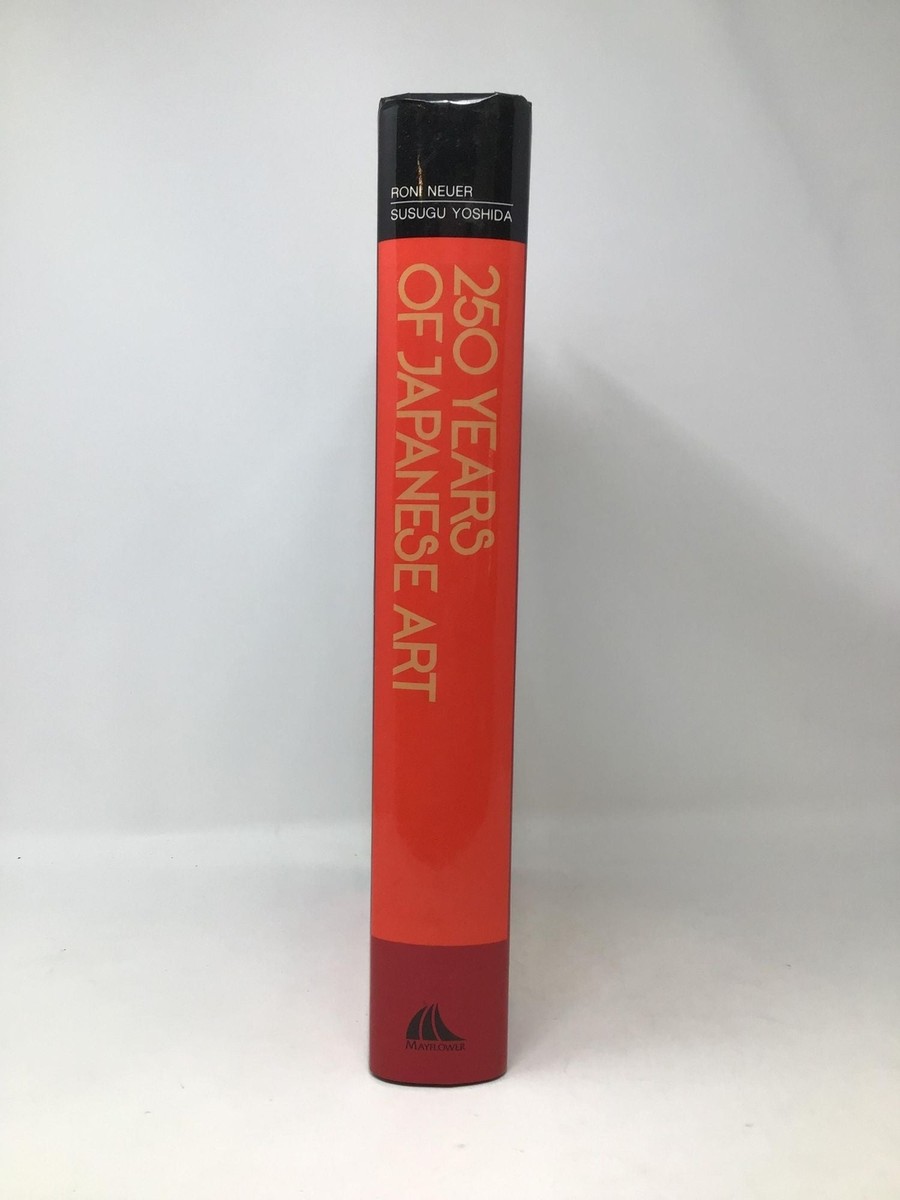 RONI NEUER
SUSUGU YOSHIDA
250 YEARS
OF JAPANESE ART
MAYFLOWER